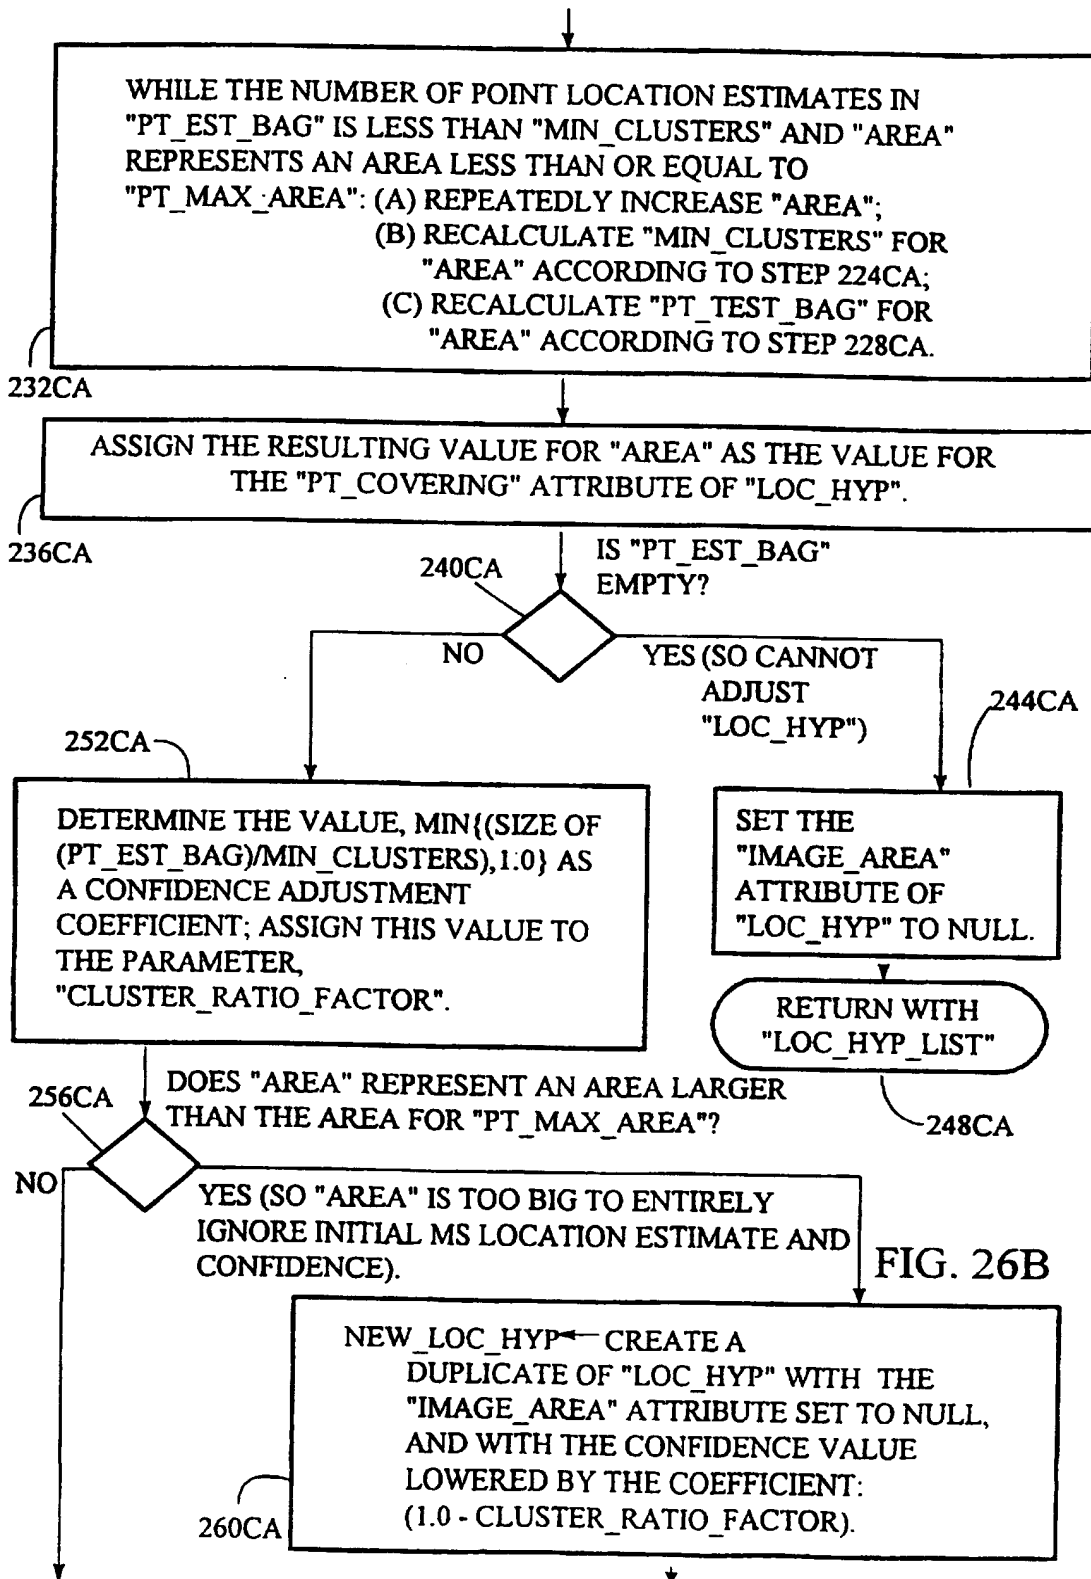 WHILE THE NUMBER OF POINT LOCATION ESTIMATES IN
"PT_EST_BAG" IS LESS THAN "MIN_CLUSTERS" AND "AREA"
REPRESENTS AN AREA LESS THAN OR EQUAL TO
"PT_MAX_AREA": (A) REPEATEDLY INCREASE "AREA";
(B) RECALCULATE "MIN_CLUSTERS" FOR
"AREA" ACCORDING TO STEP 224CA;
(C) RECALCULATE "PT_TEST_BAG" FOR
"AREA" ACCORDING TO STEP 228CA.
232CA
ASSIGN THE RESULTING VALUE FOR "AREA" AS THE VALUE FOR
THE "PT_COVERING" ATTRIBUTE OF "LOC_HYP".
236CA
240CA
IS "PT_EST_BAG"
EMPTY?
NO
YES (SO CANNOT
ADJUST
"LOC_HYP")
244CA
252CA
DETERMINE THE VALUE, MIN{(SIZE OF
(PT_EST_BAG)/MIN_CLUSTERS),1.0} AS
A CONFIDENCE ADJUSTMENT
COEFFICIENT; ASSIGN THIS VALUE TO
THE PARAMETER,
"CLUSTER_RATIO_FACTOR".
SET THE
"IMAGE_AREA"
ATTRIBUTE OF
"LOC_HYP" TO NULL.
RETURN WITH
"LOC_HYP_LIST"
248CA
256CA
DOES "AREA" REPRESENT AN AREA LARGER
THAN THE AREA FOR "PT_MAX_AREA"?
NO
YES (SO "AREA" IS TOO BIG TO ENTIRELY
IGNORE INITIAL MS LOCATION ESTIMATE AND
CONFIDENCE).
FIG. 26B
NEW_LOC_HYP ← CREATE A
DUPLICATE OF "LOC_HYP" WITH THE
"IMAGE_AREA" ATTRIBUTE SET TO NULL,
AND WITH THE CONFIDENCE VALUE
LOWERED BY THE COEFFICIENT:
(1.0 - CLUSTER_RATIO_FACTOR).
260CA